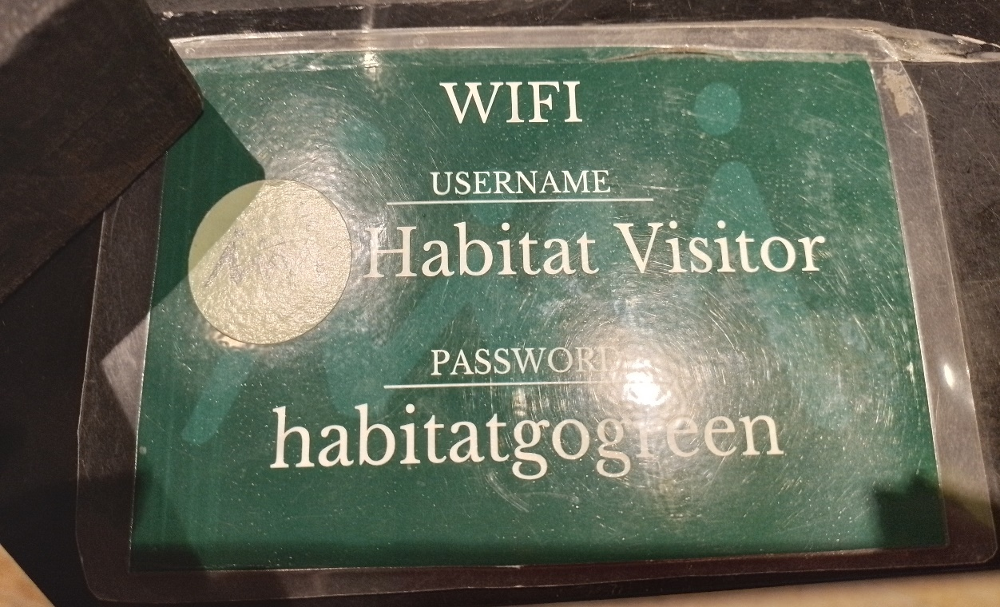 WIFI
USERNAME
Habitat Visitor
PASSWORD
habitatgogreen